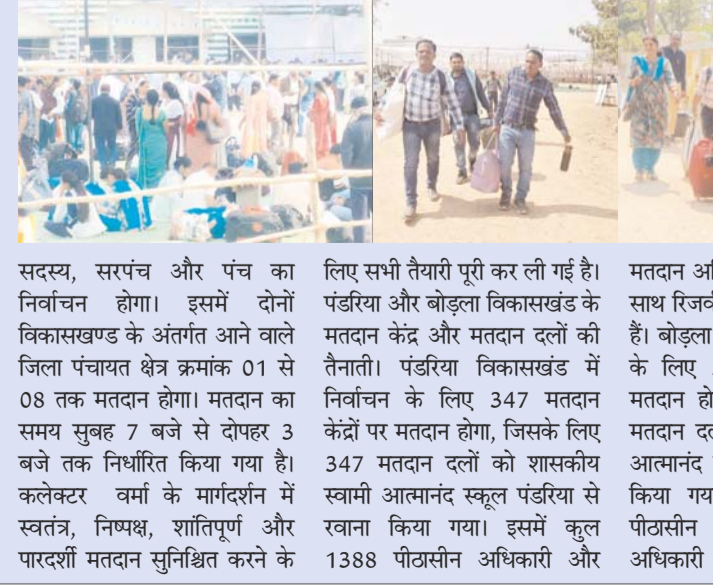 सदस्य, सरपंच और पंच का
निर्वाचन होगा। इसमें दोनों
विकासखण्ड के अंतर्गत आने वाले
जिला पंचायत क्षेत्र क्रमांक 01 से
08 तक मतदान होगा। मतदान का
समय सुबह 7 बजे से दोपहर 3
बजे तक निर्धारित किया गया है।
कलेक्टर वर्मा के मार्गदर्शन में
स्वतंत्र, निष्पक्ष, शांतिपूर्ण और
पारदर्शी मतदान सुनिश्चित करने के
लिए सभी तैयारी पूरी कर ली गई है।
पंडरिया और बोड़ला विकासखंड के
मतदान केंद्र और मतदान दलों की
तैनाती। पंडरिया विकासखंड में
निर्वाचन के लिए 347 मतदान
केंद्रों पर मतदान होगा, जिसके लिए
347 मतदान दलों को शासकीय
स्वामी आत्मानंद स्कूल पंडरिया से
रवाना किया गया। इसमें कुल
1388 पीठासीन अधिकारी और
मतदान
साथ
हैं। बोड़ला
के लिए
मतदान
मतदान
आत्मानंद
किया
पीठासीन
अधिकारी